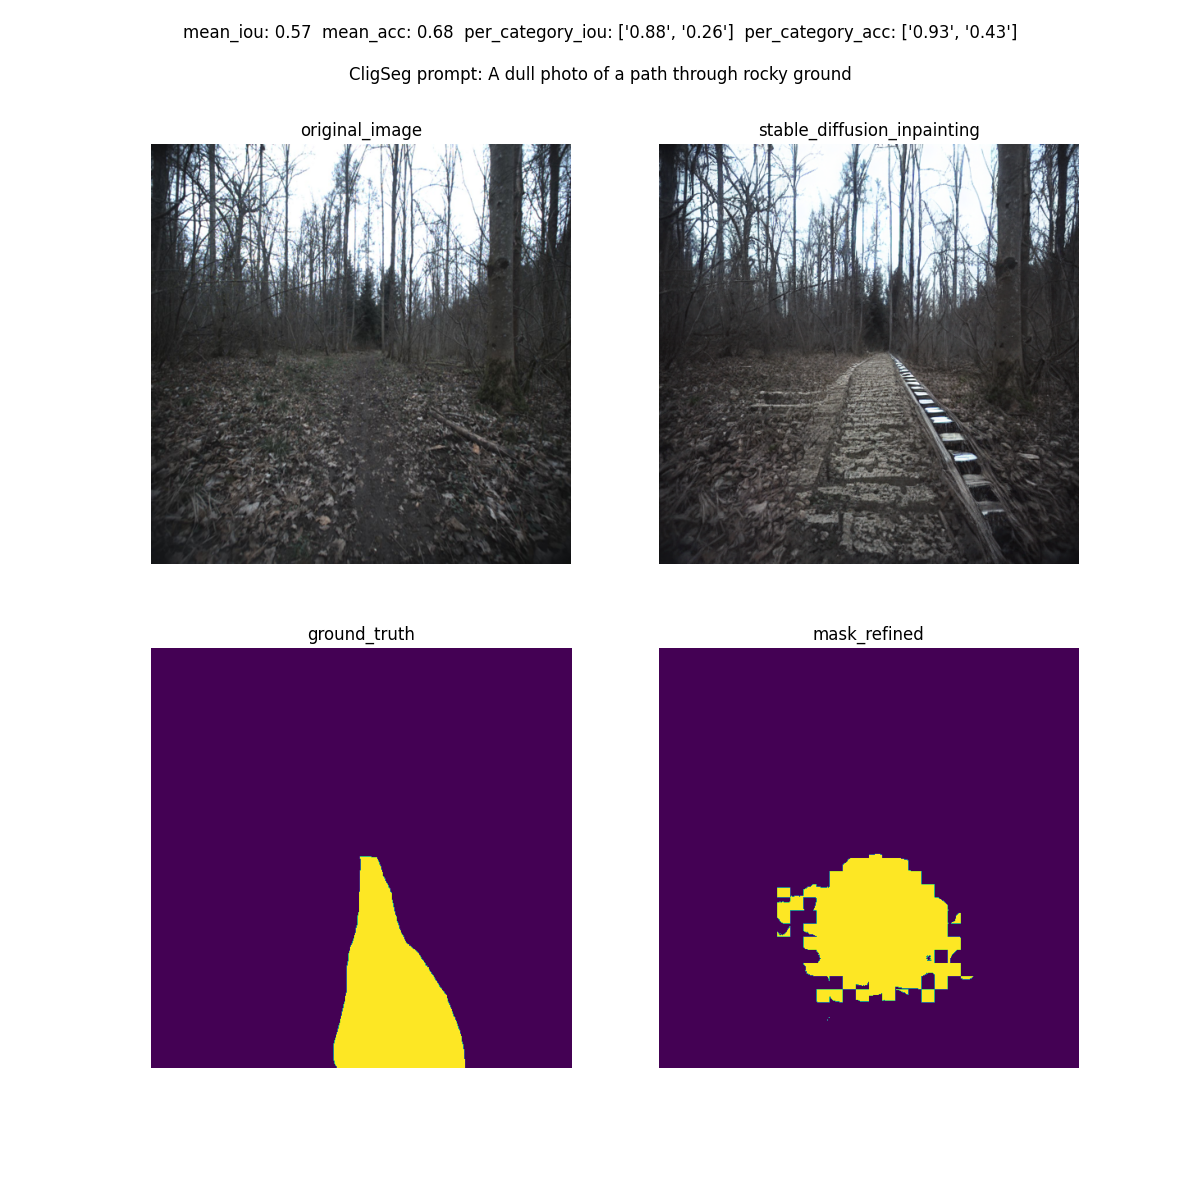 mean_iou: 0.57  mean_acc: 0.68  per_category_iou: ['0.88', '0.26']  per_category_acc: ['0.93', '0.43']
CligSeg prompt: A dull photo of a path through rocky ground
original_image
stable_diffusion_inpainting
ground_truth
mask_refined